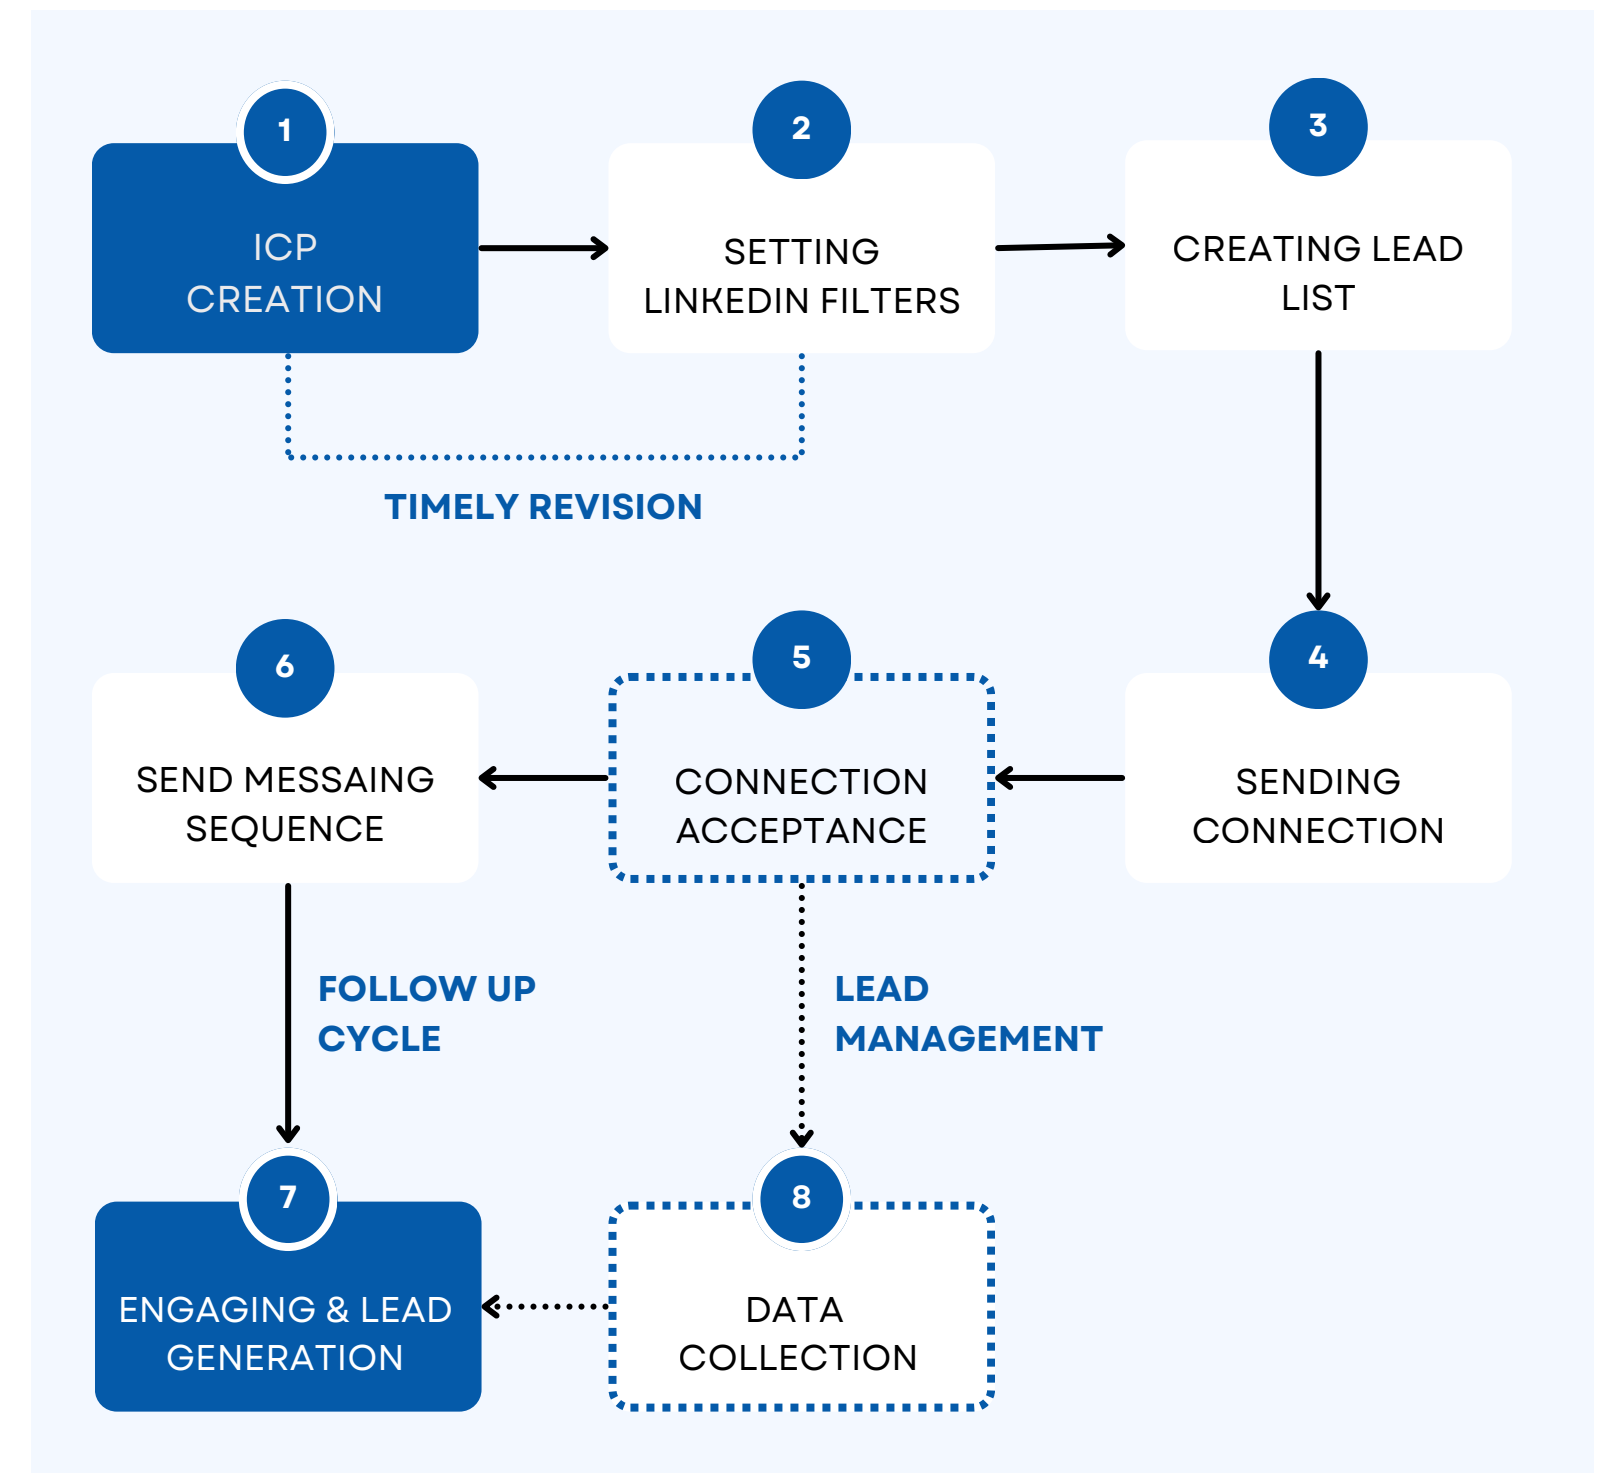 1
ICP
CREATION
2
SETTING
LINKEDIN FILTERS
3
CREATING LEAD
LIST
TIMELY REVISION
4
SENDING
CONNECTION
5
CONNECTION
ACCEPTANCE
6
SEND MESSAING
SEQUENCE
FOLLOW UP
CYCLE
LEAD
MANAGEMENT
7
ENGAGING & LEAD
GENERATION
8
DATA
COLLECTION